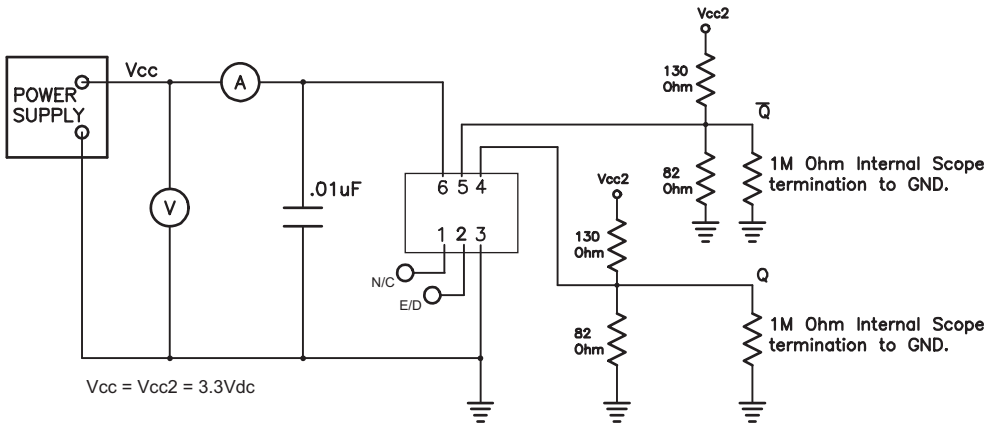 Vcc2
130
Ohm
Vcc
A
POWER
SUPPLY
Q̅
82
Ohm
1M Ohm Internal Scope
termination to GND.
V
.01uF
6 5 4
1 2 3
Vcc2
130
Ohm
N/C
E/D
Q
82
Ohm
1M Ohm Internal Scope
termination to GND.
Vcc = Vcc2 = 3.3Vdc